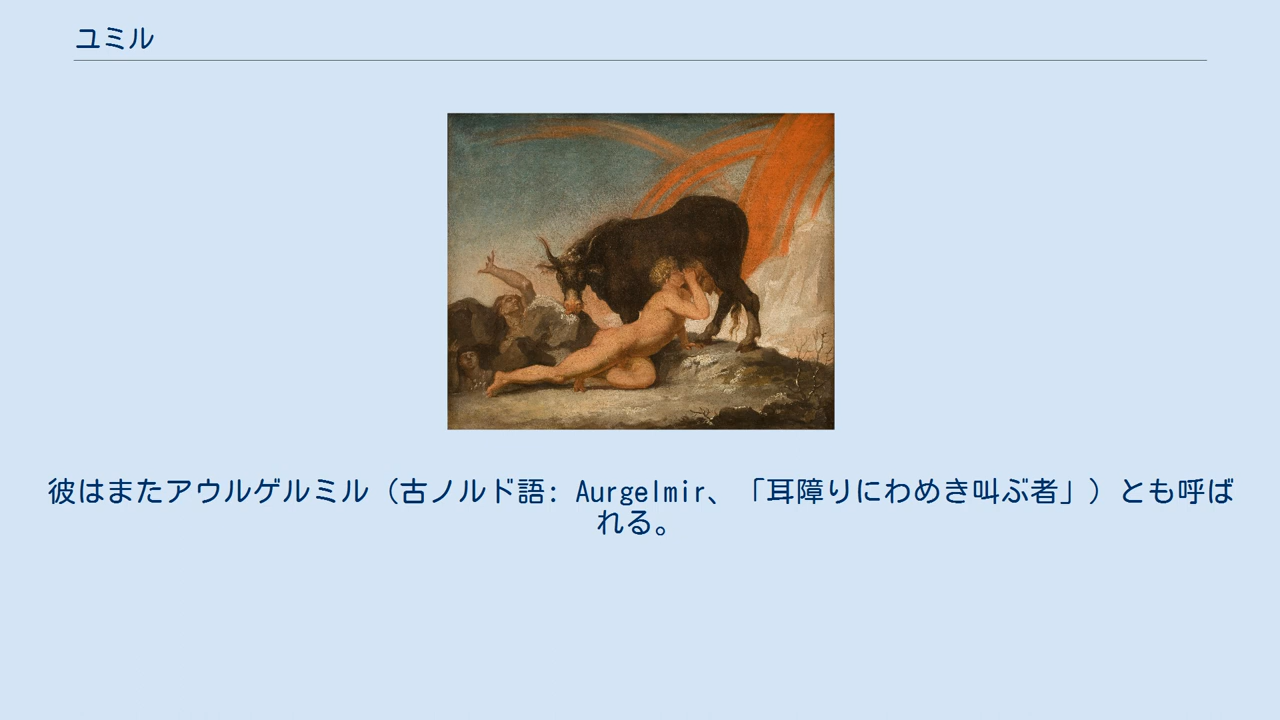 ユミル
彼はまたアウルゲルミル（古ノルド語: Aurgelmir、「耳障りにわめき叫ぶ者」）とも呼ば
れる。